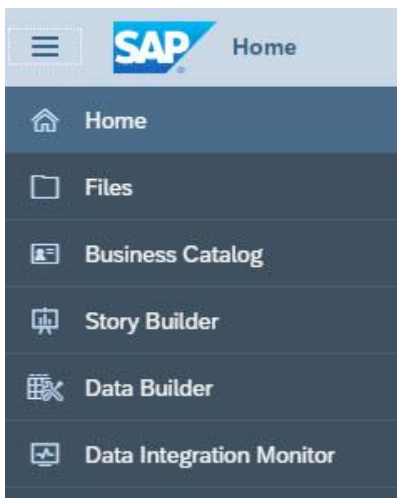 SAP Home
Home
Files
Business Catalog
Story Builder
Data Builder
Data Integration Monitor